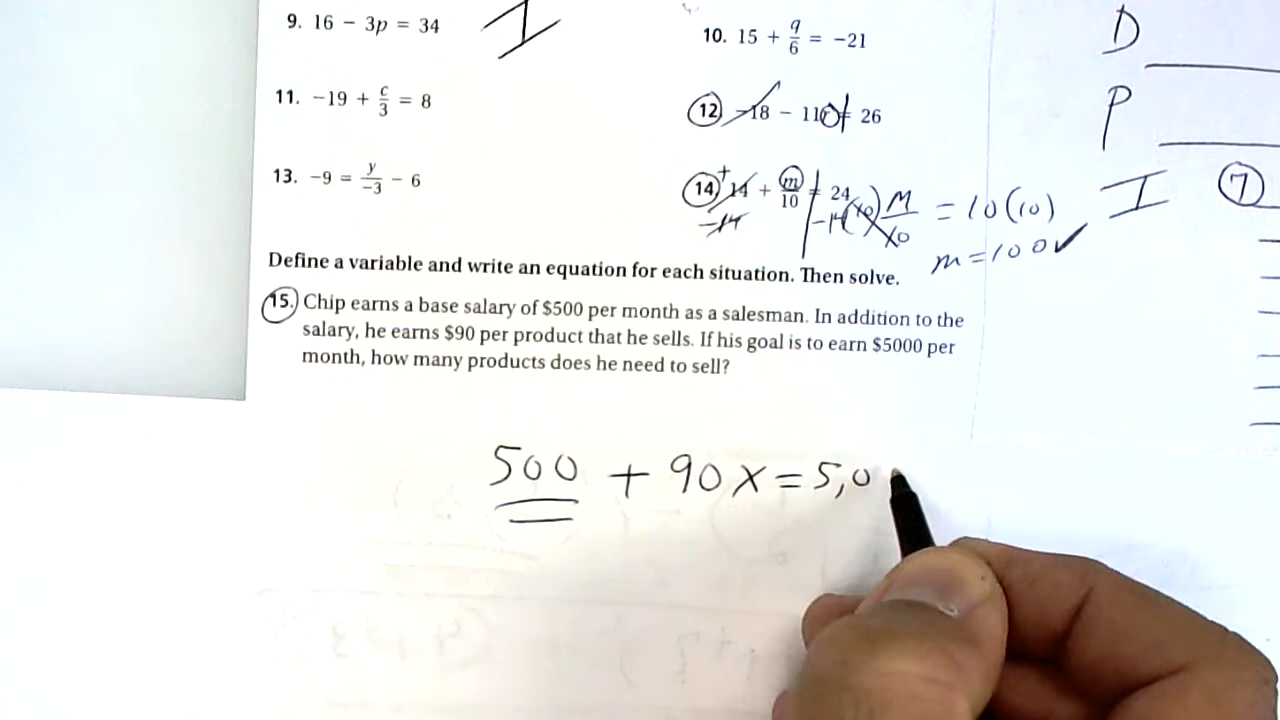 9. 16 − 3p = 34
I
10. 15 + q/6 = −21
D
11. −19 + c/3 = 8
12 −18 − 11r = 26
P
13. −9 = y/−3 − 6
14. 14 + m/10 = 24
−14
−14
(10) M/10 = 10(10)
m = 100 ✓
I
7
Define a variable and write an equation for each situation. Then solve.
15. Chip earns a base salary of $500 per month as a salesman. In addition to the
salary, he earns $90 per product that he sells. If his goal is to earn $5000 per
month, how many products does he need to sell?
500 + 90x = 5,0